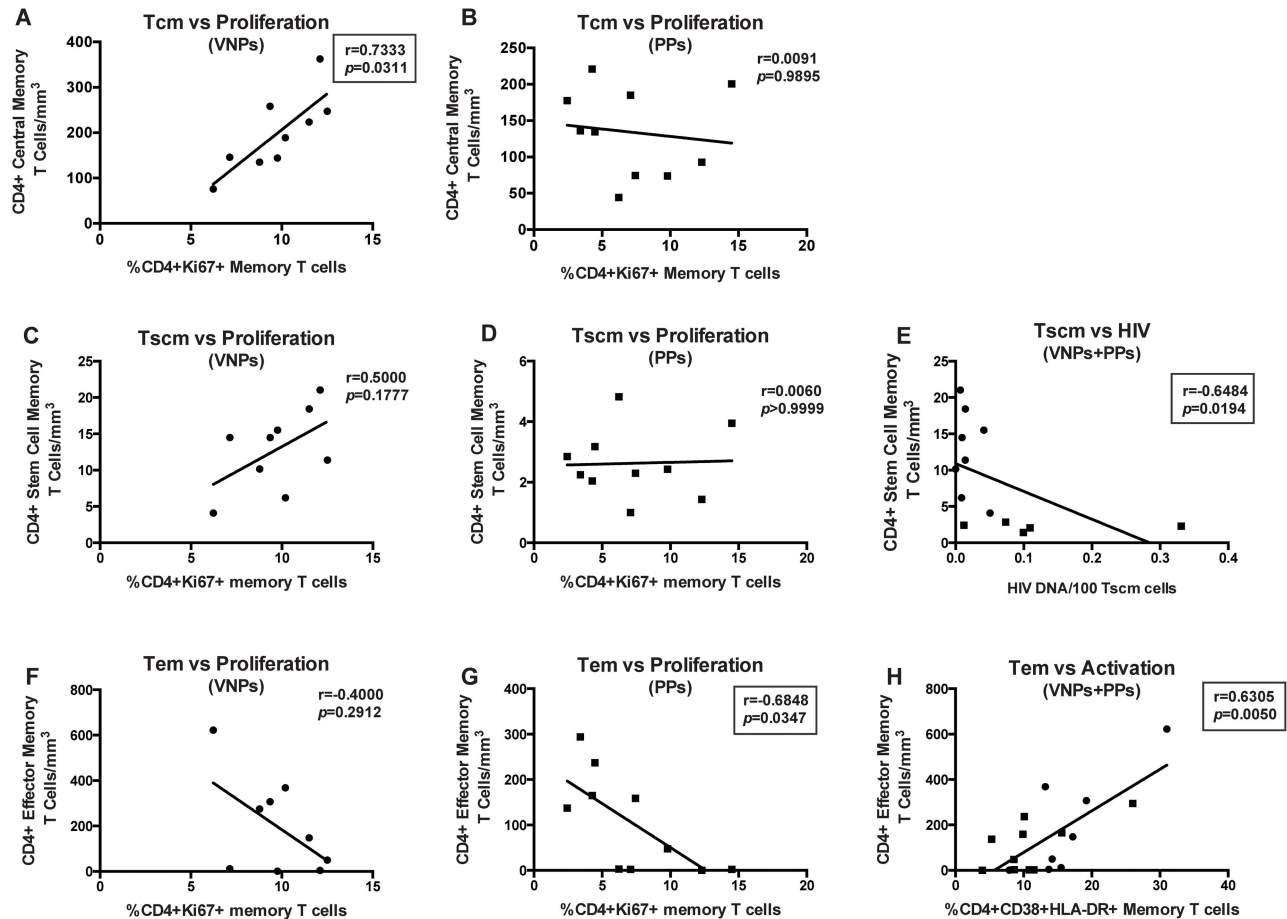 A
Tcm vs Proliferation
(VNPs)
r=0.7333
p=0.0311
CD4+ Central Memory
T Cells/mm³
400
300
200
100
0
0
5
10
15
%CD4+Ki67+ Memory T cells
B
Tcm vs Proliferation
(PPs)
r=0.0091
p=0.9895
CD4+ Central Memory
T Cells/mm³
250
200
150
100
50
0
0
5
10
15
20
%CD4+Ki67+ Memory T cells
C
Tscm vs Proliferation
(VNPs)
r=0.5000
p=0.1777
CD4+ Stem Cell Memory
T Cells/mm³
25
20
15
10
5
0
0
5
10
15
%CD4+Ki67+ memory T cells
D
Tscm vs Proliferation
(PPs)
r=0.0060
p>0.9999
CD4+ Stem Cell Memory
T Cells/mm³
6
4
2
0
0
5
10
15
20
%CD4+Ki67+ memory T cells
E
Tscm vs HIV
(VNPs+PPs)
r=-0.6484
p=0.0194
CD4+ Stem Cell Memory
T Cells/mm³
25
20
15
10
5
0
0.0
0.1
0.2
0.3
0.4
HIV DNA/100 Tscm cells
F
Tem vs Proliferation
(VNPs)
r=-0.4000
p=0.2912
CD4+ Effector Memory
T Cells/mm³
800
600
400
200
0
0
5
10
15
%CD4+Ki67+ memory T cells
G
Tem vs Proliferation
(PPs)
r=-0.6848
p=0.0347
CD4+ Effector Memory
T Cells/mm³
400
300
200
100
0
0
5
10
15
20
%CD4+Ki67+ memory T cells
H
Tem vs Activation
(VNPs+PPs)
r=0.6305
p=0.0050
CD4+ Effector Memory
T Cells/mm³
800
600
400
200
0
0
10
20
30
40
%CD4+CD38+HLA-DR+ Memory T cells